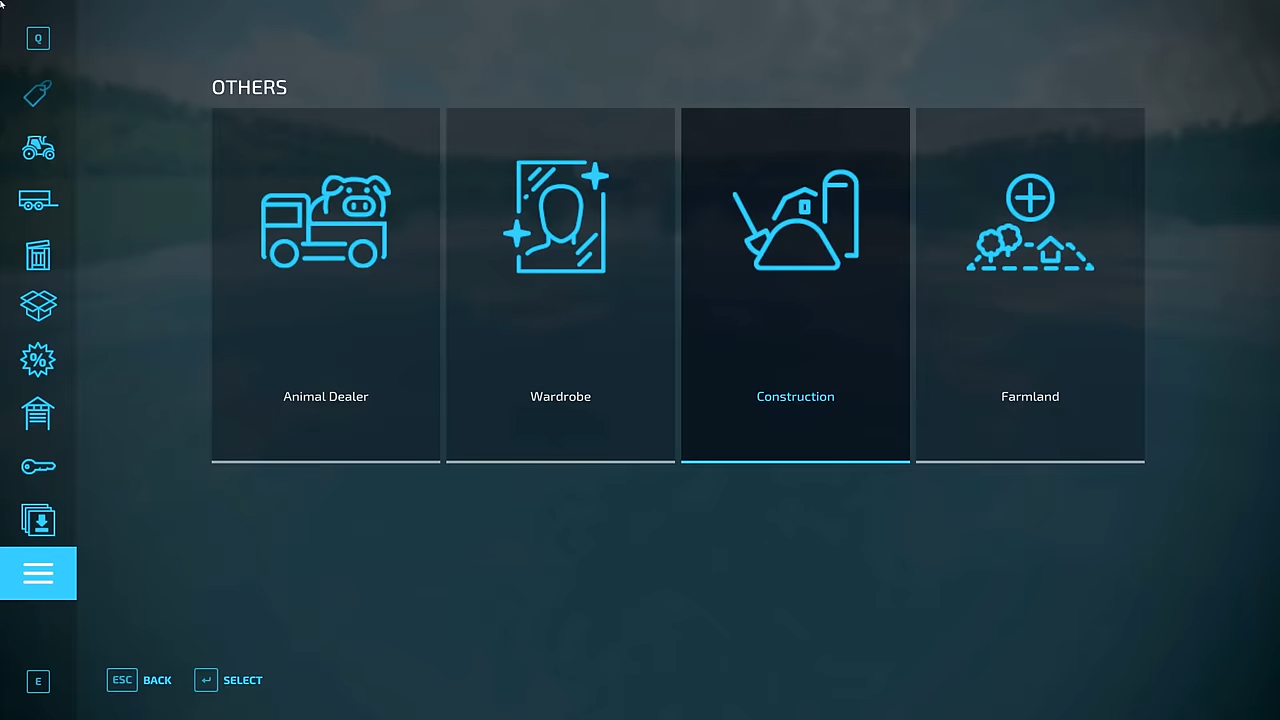 Q
OTHERS
%
Animal Dealer
Wardrobe
Construction
Farmland
E
ESC BACK
↵ SELECT